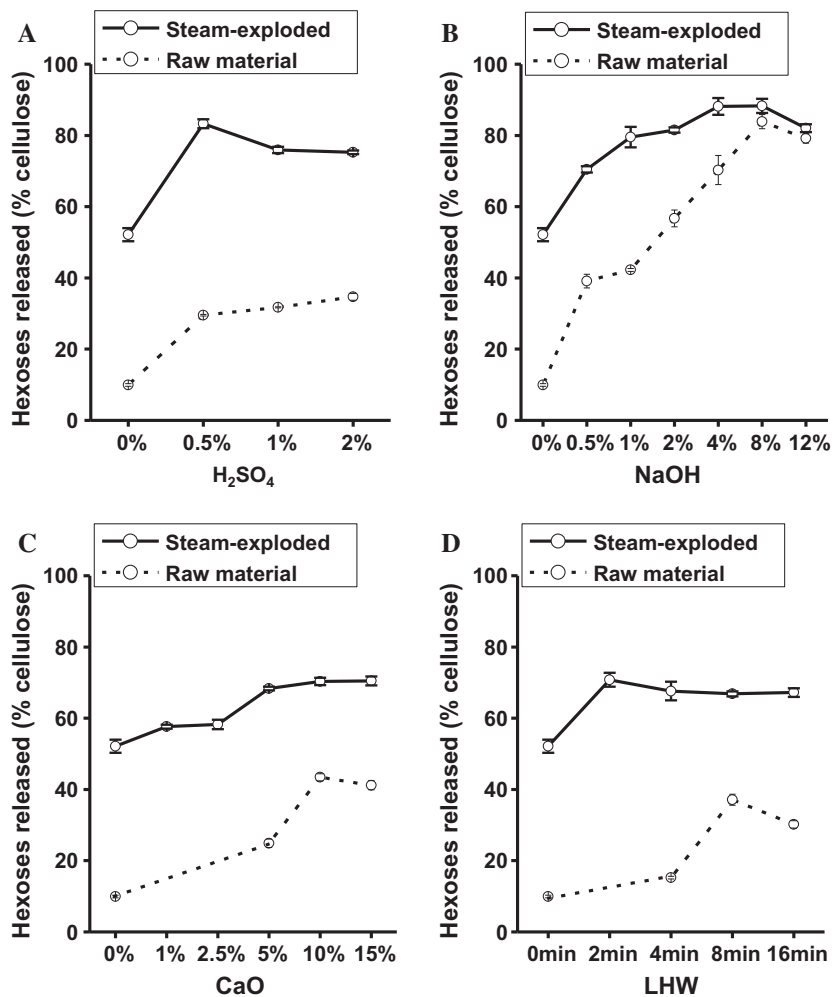 A
Steam-exploded
Raw material
Hexoses released (% cellulose)
100
80
60
40
20
0
0% 0.5% 1% 2%
H₂SO₄
B
Steam-exploded
Raw material
Hexoses released (% cellulose)
100
80
60
40
20
0
0% 0.5% 1% 2% 4% 8% 12%
NaOH
C
Steam-exploded
Raw material
Hexoses released (% cellulose)
100
80
60
40
20
0
0% 1% 2.5% 5% 10% 15%
CaO
D
Steam-exploded
Raw material
Hexoses released (% cellulose)
100
80
60
40
20
0
0min 2min 4min 8min 16min
LHW